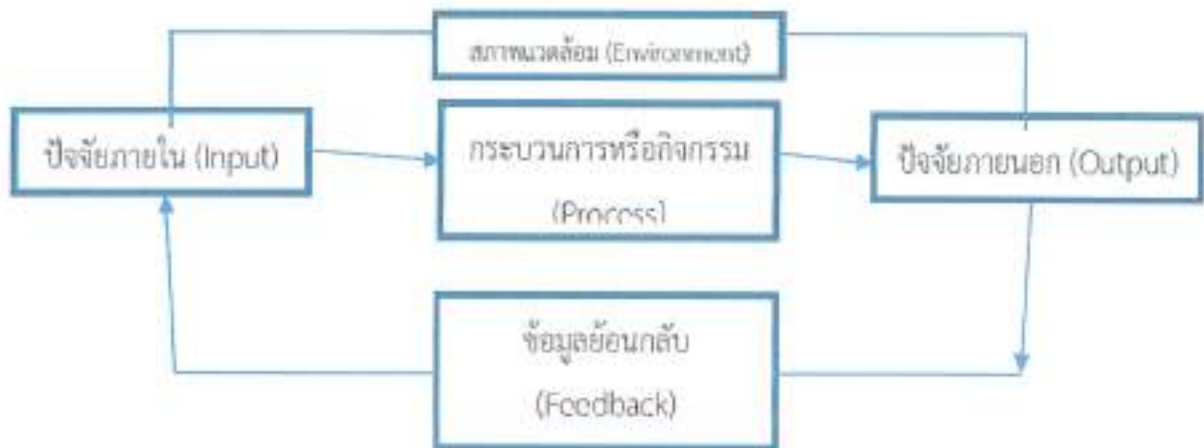 สภาพแวดล้อม (Environment)
ปัจจัยภายใน (Input)
กระบวนการหรือกิจกรรม
(Process)
ปัจจัยภายนอก (Output)
ข้อมูลย้อนกลับ
(Feedback)